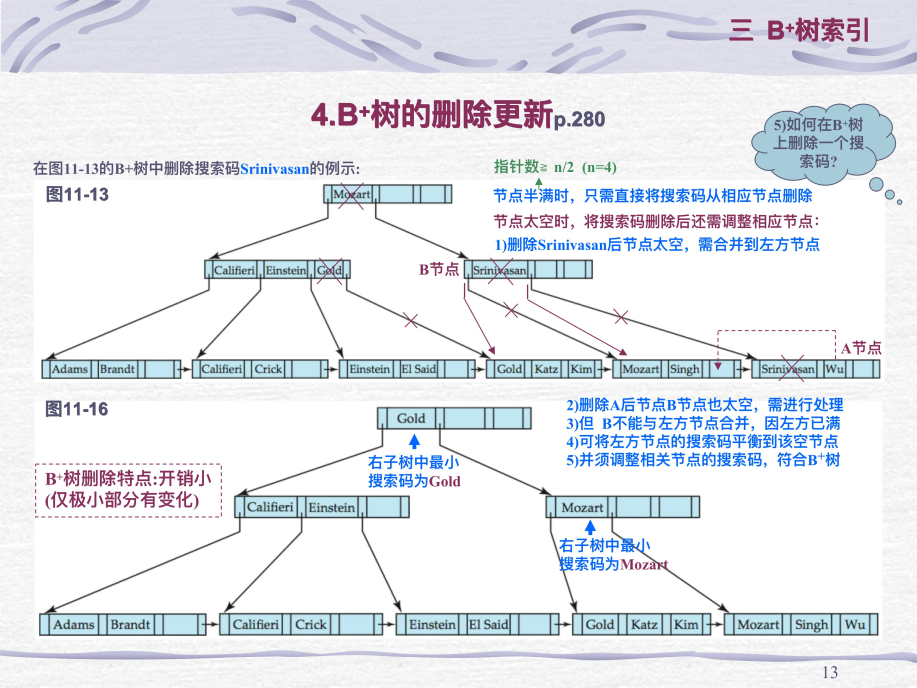 三 B+树索引
4.B+树的删除更新p.280
5)如何在B+树
上删除一个搜
索码?
在图11-13的B+树中删除搜索码Srinivasan的例示:
指针数≧ n/2 (n=4)
图11-13
Mozart
节点半满时，只需直接将搜索码从相应节点删除
节点太空时，将搜索码删除后还需调整相应节点：
1)删除Srinivasan后节点太空，需合并到左方节点
Califieri Einstein Gold
B节点
Srinivasan
A节点
Adams Brandt
Califieri Crick
Einstein El Said
Gold Katz Kim
Mozart Singh
Srinivasan Wu
图11-16
Gold
2)删除A后节点B节点也太空，需进行处理
3)但 B不能与左方节点合并，因左方已满
4)可将左方节点的搜索码平衡到该空节点
5)并须调整相关节点的搜索码，符合B+树
右子树中最小
搜索码为Gold
B+树删除特点:开销小
(仅极小部分有变化)
Califieri Einstein
Mozart
右子树中最小
搜索码为Mozart
Adams Brandt
Califieri Crick
Einstein El Said
Gold Katz Kim
Mozart Singh Wu
13